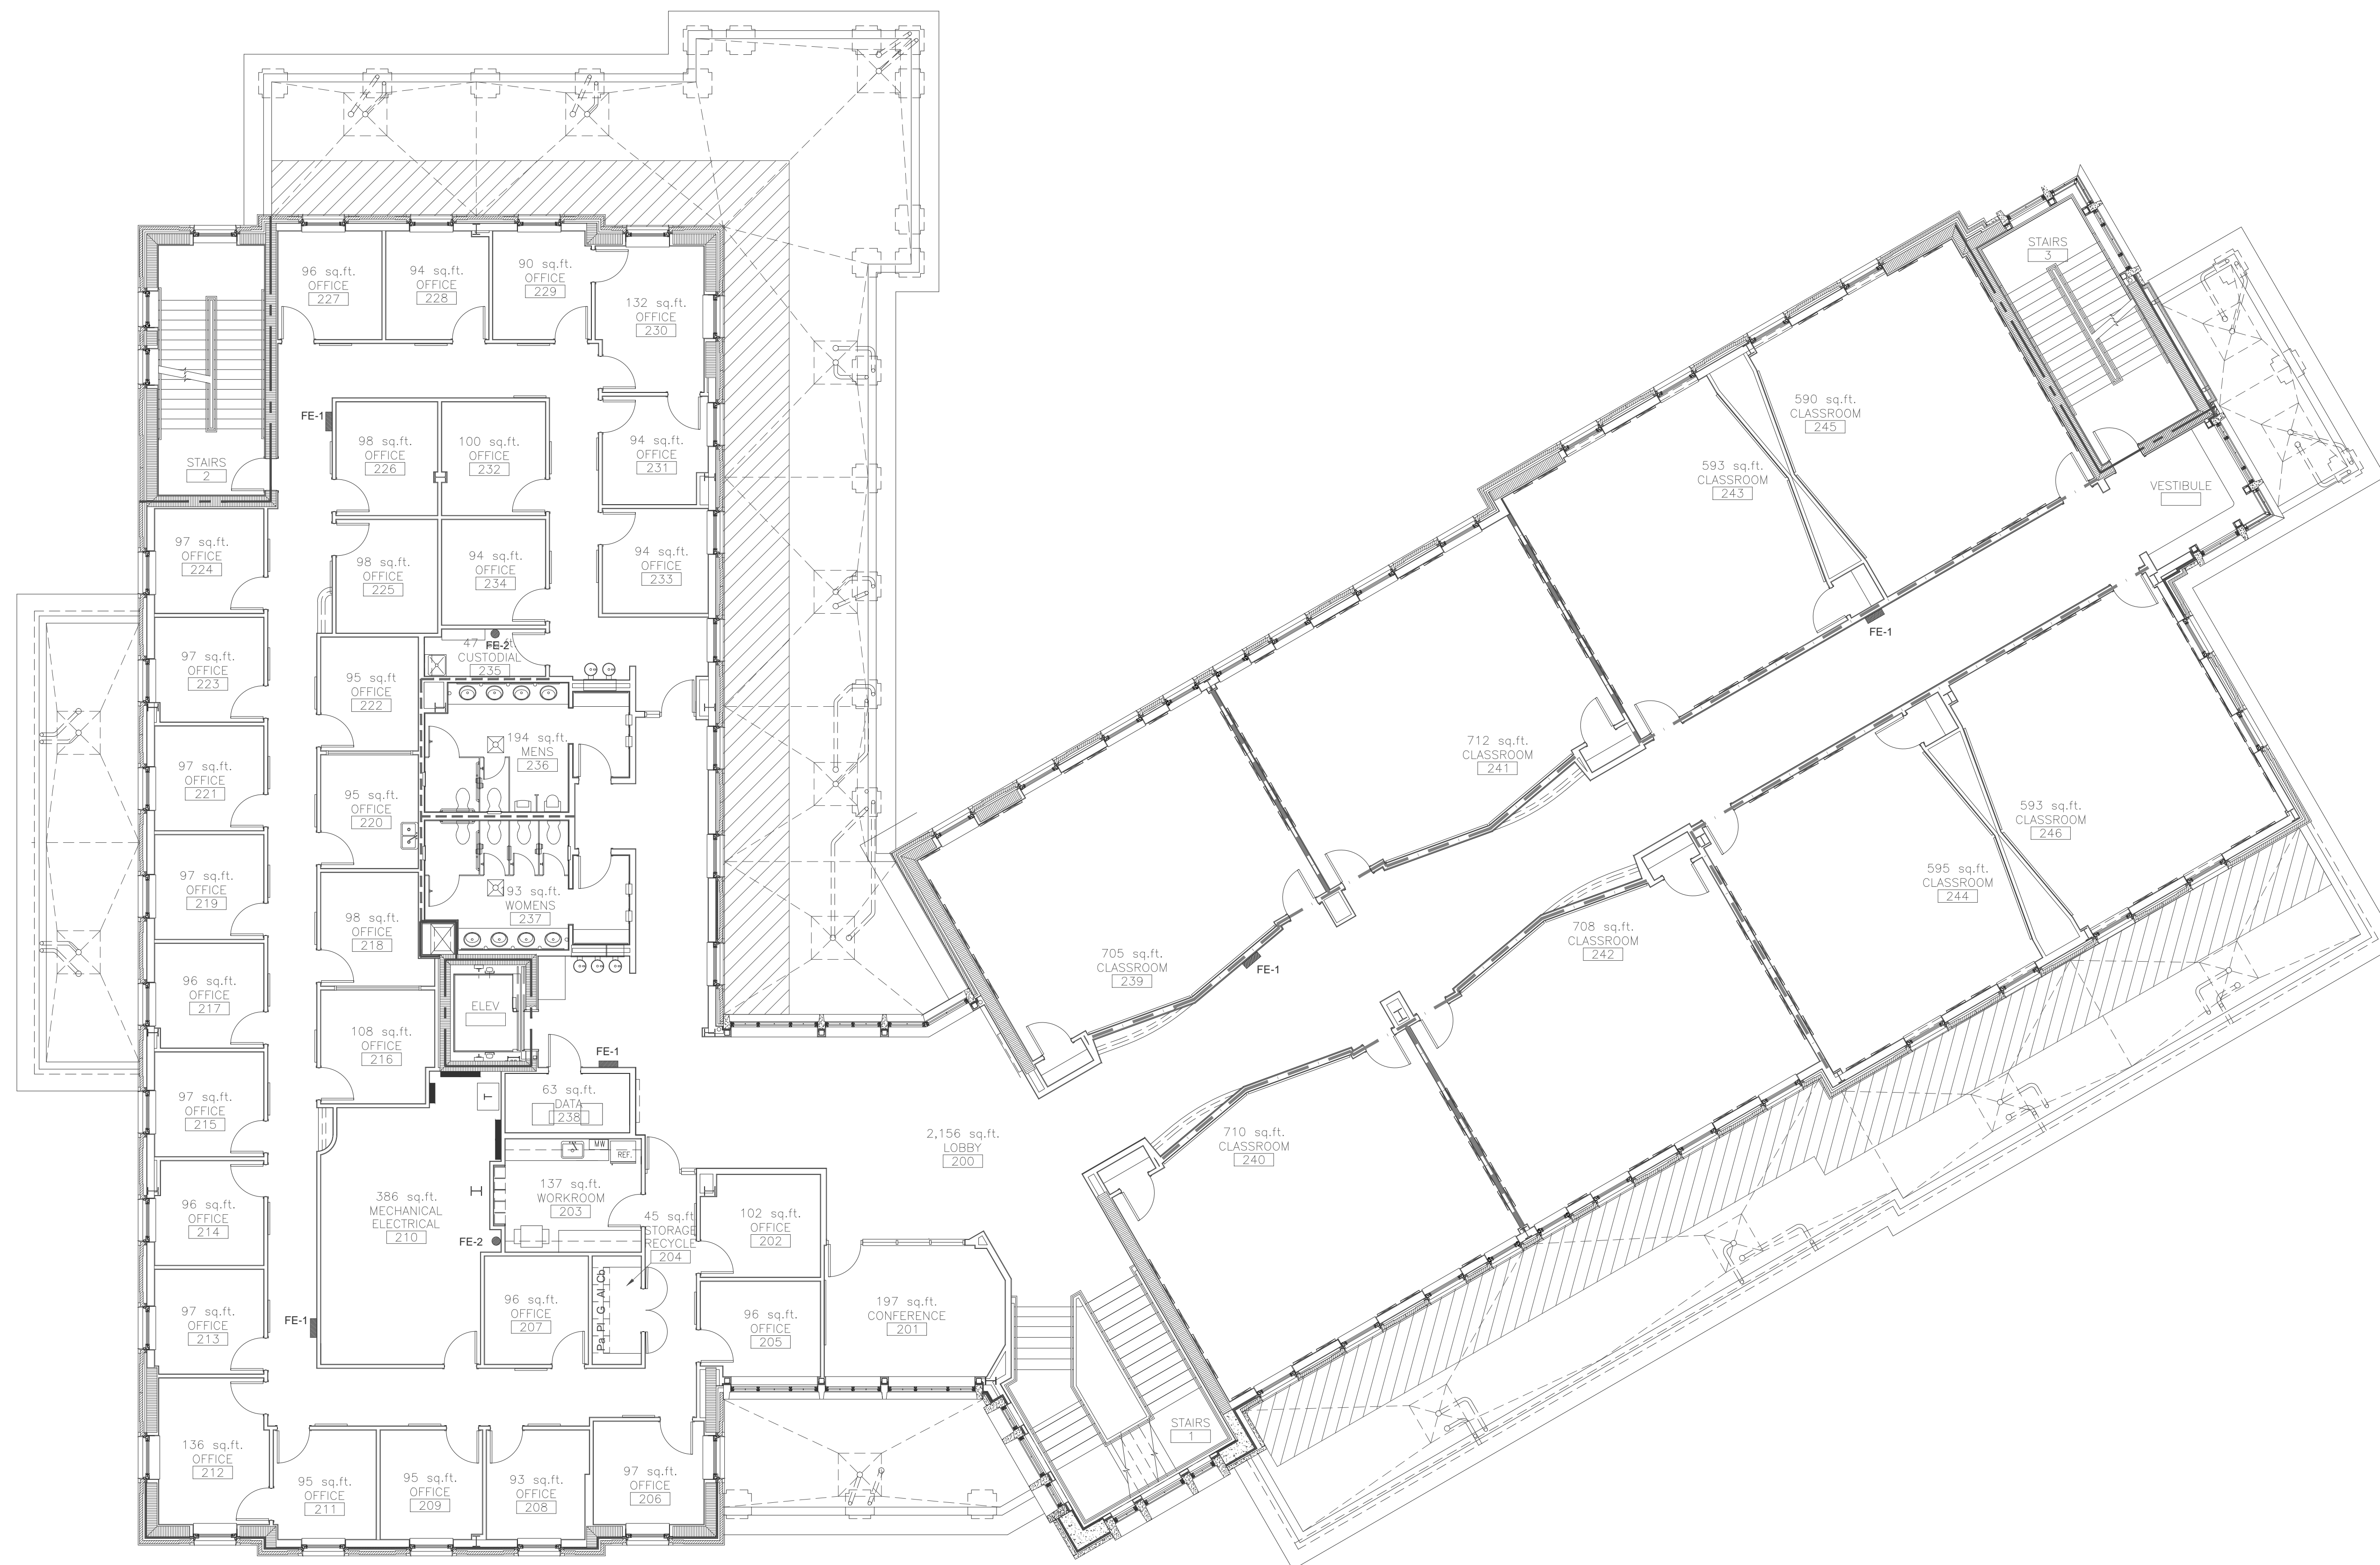 96 sq.ft.
OFFICE
227
94 sq.ft.
OFFICE
228
90 sq.ft.
OFFICE
229
132 sq.ft.
OFFICE
230
STAIRS
3
FE-1
98 sq.ft.
OFFICE
226
100 sq.ft.
OFFICE
232
94 sq.ft.
OFFICE
231
590 sq.ft.
CLASSROOM
245
STAIRS
2
593 sq.ft.
CLASSROOM
243
VESTIBULE
97 sq.ft.
OFFICE
224
98 sq.ft.
OFFICE
225
94 sq.ft.
OFFICE
234
94 sq.ft.
OFFICE
233
FE-1
97 sq.ft.
OFFICE
223
95 sq.ft
OFFICE
222
47
FE-2
CUSTODIAL
235
97 sq.ft.
OFFICE
221
194 sq.ft.
MENS
236
712 sq.ft.
CLASSROOM
241
95 sq.ft.
OFFICE
220
593 sq.ft.
CLASSROOM
246
97 sq.ft.
OFFICE
219
98 sq.ft.
OFFICE
218
193 sq.ft.
WOMENS
237
595 sq.ft.
CLASSROOM
244
708 sq.ft.
CLASSROOM
242
705 sq.ft.
CLASSROOM
239
FE-1
96 sq.ft.
OFFICE
217
ELEV
108 sq.ft.
OFFICE
216
FE-1
97 sq.ft.
OFFICE
215
T
63 sq.ft.
DATA
238
MW
REF.
2,156 sq.ft.
LOBBY
200
710 sq.ft.
CLASSROOM
240
96 sq.ft.
OFFICE
214
386 sq.ft.
MECHANICAL
ELECTRICAL
210
137 sq.ft.
WORKROOM
203
45 sq.ft.
STORAGE
RECYCLE
204
102 sq.ft.
OFFICE
202
FE-2
97 sq.ft.
OFFICE
213
FE-1
96 sq.ft.
OFFICE
207
Pa Pl G Al Cb
96 sq.ft.
OFFICE
205
197 sq.ft.
CONFERENCE
201
STAIRS
1
136 sq.ft.
OFFICE
212
95 sq.ft.
OFFICE
211
95 sq.ft.
OFFICE
209
93 sq.ft.
OFFICE
208
97 sq.ft.
OFFICE
206